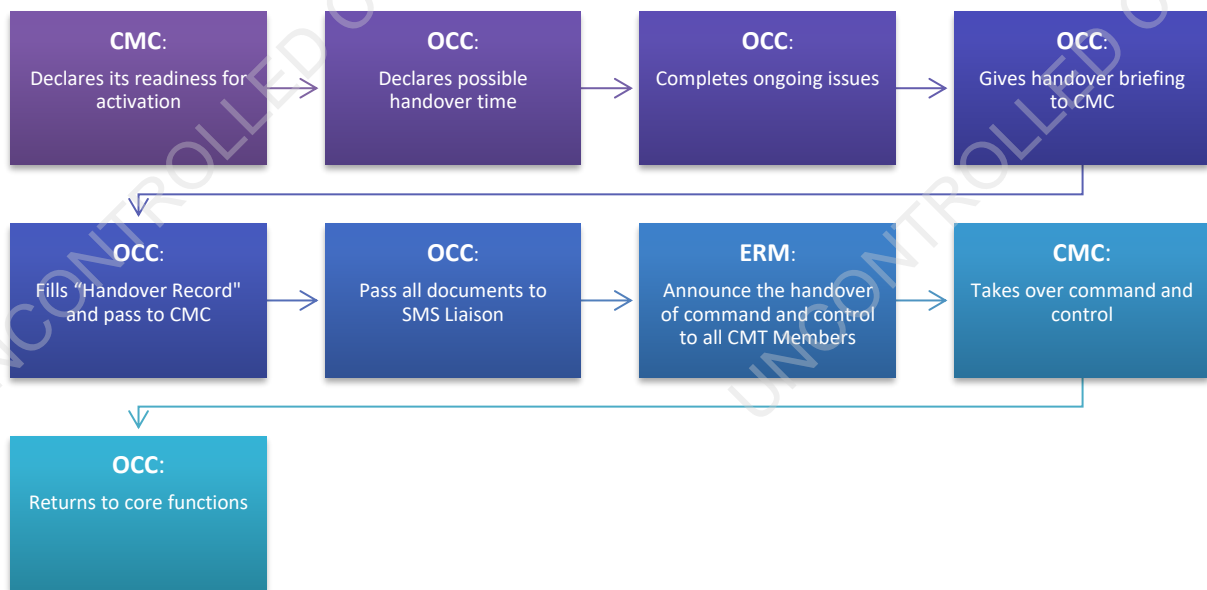 CMC:
Declares its readiness for
activation
OCC:
Declares possible
handover time
OCC:
Completes ongoing issues
OCC:
Gives handover briefing
to CMC
OCC:
Fills “Handover Record"
and pass to CMC
OCC:
Pass all documents to
SMS Liaison
ERM:
Announce the handover
of command and control
to all CMT Members
CMC:
Takes over command and
control
OCC:
Returns to core functions
UNCONTROLLED
UNCONTROLLED